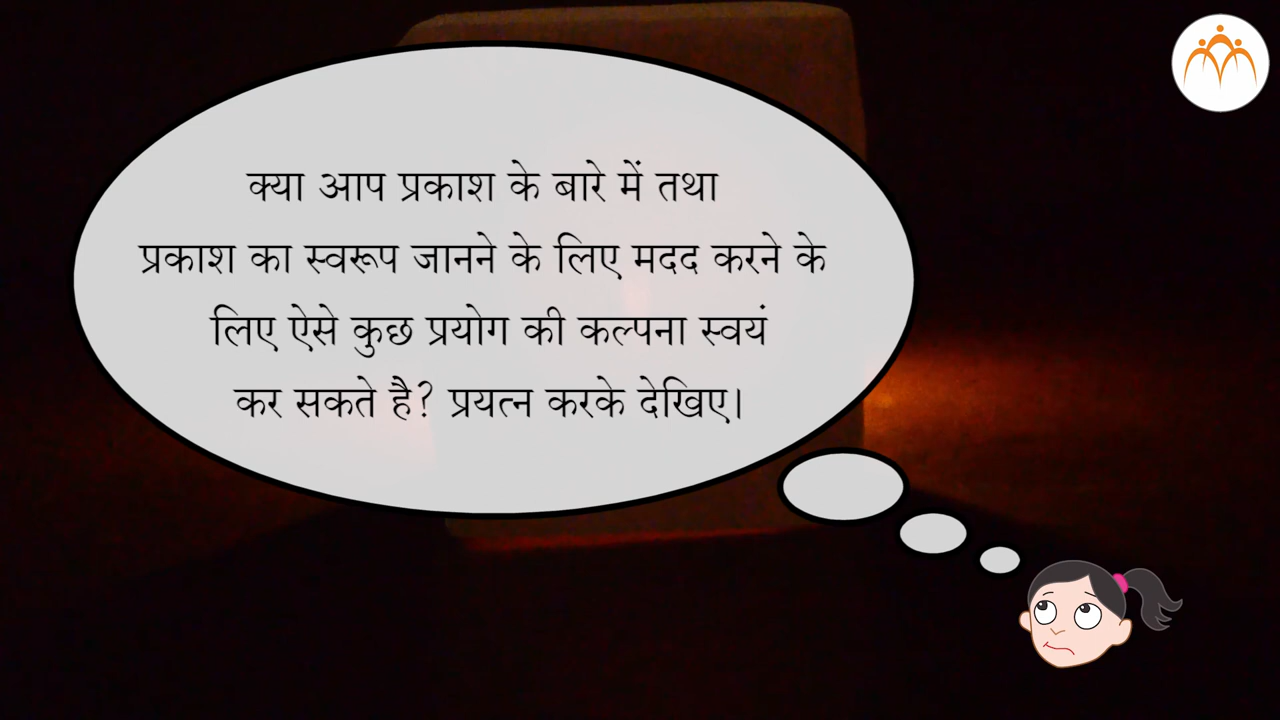 क्या आप प्रकाश के बारे में तथा
प्रकाश का स्वरूप जानने के लिए मदद करने के
लिए ऐसे कुछ प्रयोग की कल्पना स्वयं
कर सकते है? प्रयत्न करके देखिए।